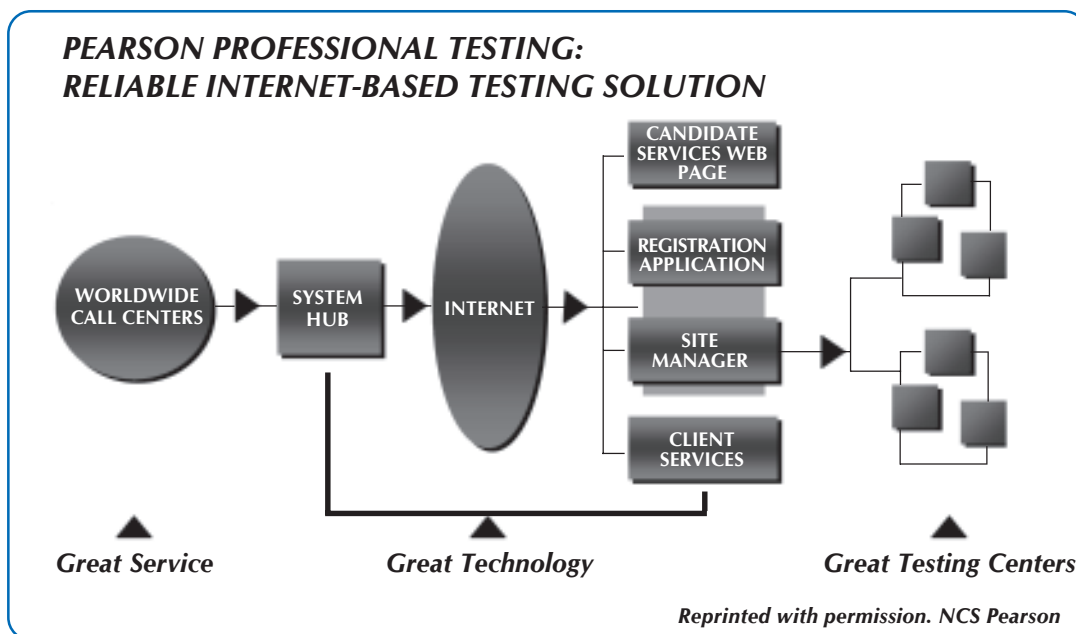 PEARSON PROFESSIONAL TESTING:
RELIABLE INTERNET-BASED TESTING SOLUTION
WORLDWIDE
CALL CENTERS
SYSTEM
HUB
INTERNET
CANDIDATE
SERVICES WEB
PAGE
REGISTRATION
APPLICATION
SITE
MANAGER
CLIENT
SERVICES
Great Service
Great Technology
Great Testing Centers
Reprinted with permission. NCS Pearson